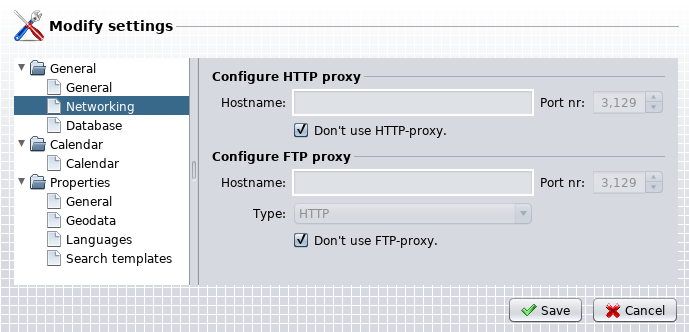 Modify settings
General
General
Networking
Database
Calendar
Calendar
Properties
General
Geodata
Languages
Search templates
Configure HTTP proxy
Hostname: Port nr: 3,129
Don't use HTTP-proxy.
Configure FTP proxy
Hostname: Port nr: 3,129
Type: HTTP
Don't use FTP-proxy.
Save Cancel